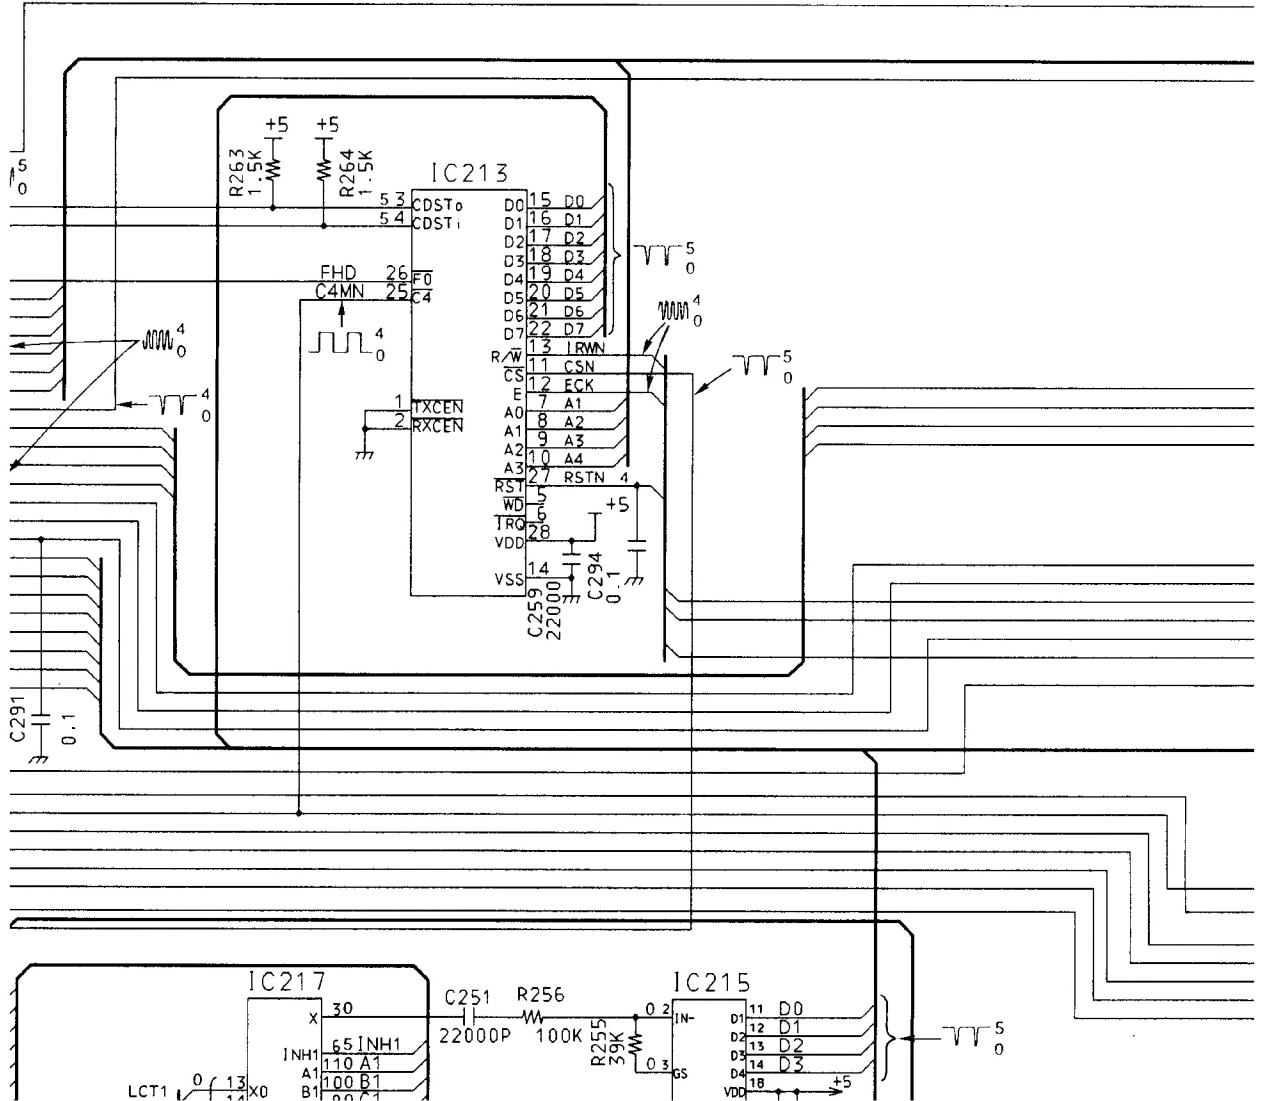 5
0
+5
+5
R263
1.5K
R264
1.5K
IC213
53 CDSTo
54 CDSTi
FHD 26 F0
C4MN 25 C4
4
0
1 TXCEN
2 RXCEN
D0 15 D0
D1 16 D1
D2 17 D2
D3 18 D3
D4 19 D4
D5 20 D5
D6 21 D6
D7 22 D7
R/W 13 IRWN
CS 11 CSN
E 12 ECK
A0 7 A1
A1 8 A2
A2 9 A3
A3 10 A4
RST 27 RSTN 4
WD 5
IRQ 6
VDD 28
VSS 14
+5
C259
22000
C294
0.1
5
0
4
0
5
0
4
0
4
0
C291
0.1
IC217
X 30
INH1 65 INH1
A1 110 A1
B1 100 B1
90 C1
LCT1 0 ( 13 X0
14
C251
22000P
R256
100K
R255
39K
IC215
02 IN-
03 GS
D1 11 D0
D2 12 D1
D3 13 D2
D4 14 D3
VDD 18 +5
5
0